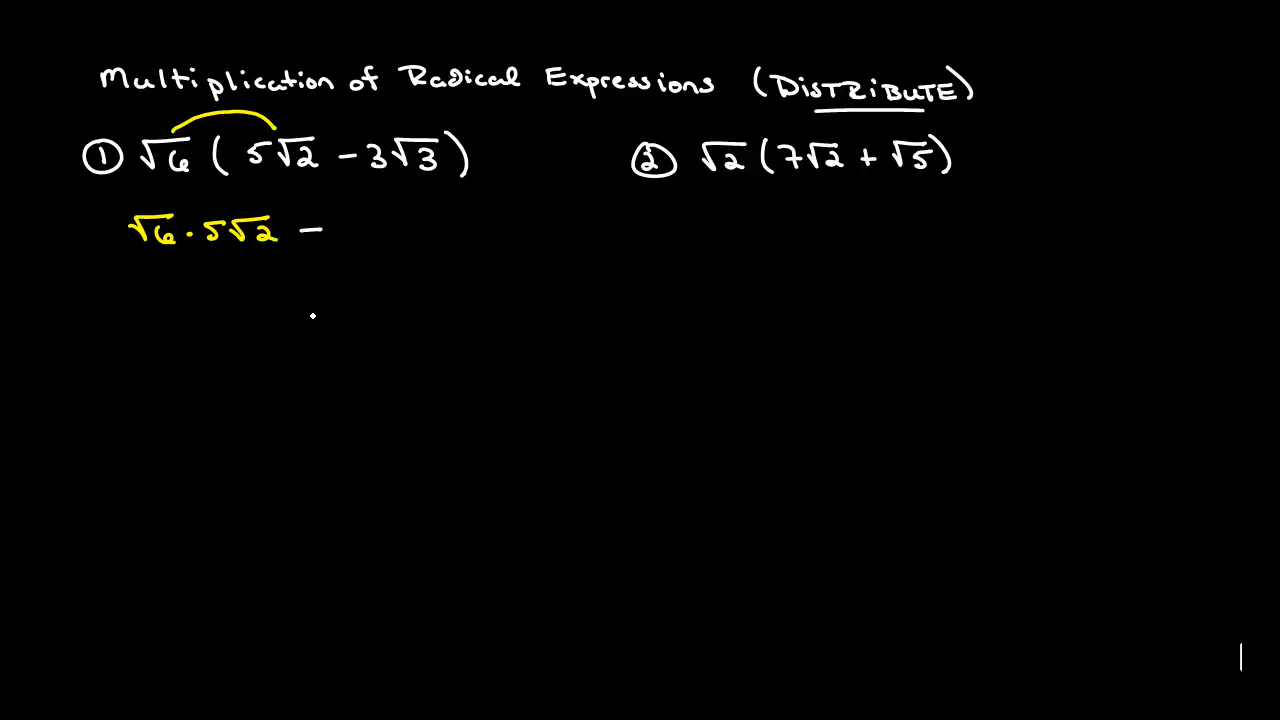 Multiplication of Radical Expressions (DiSTRiBUTE)
① √6 ( 5√2 - 3√3 )
② √2 ( 7√2 + √5 )
√6 · 5√2 -